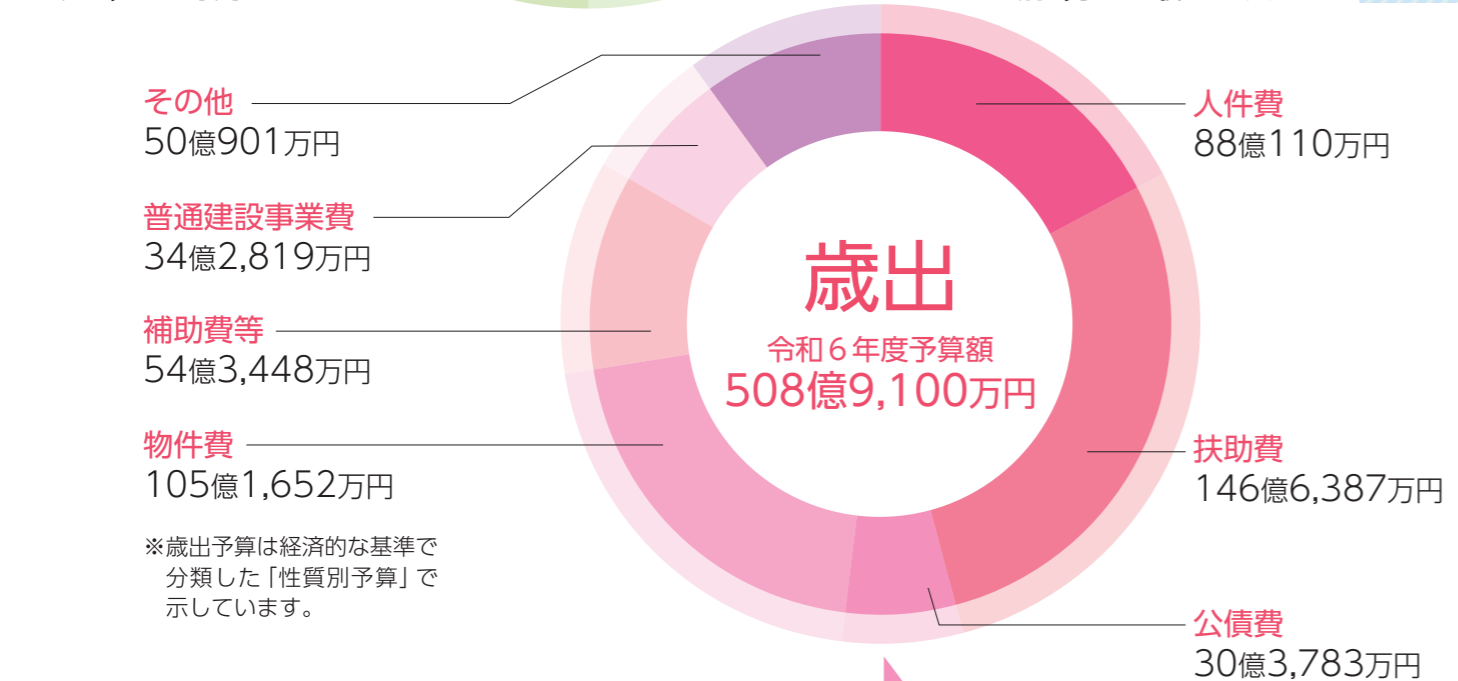 その他
50億901万円
普通建設事業費
34億2,819万円
補助費等
54億3,448万円
物件費
105億1,652万円
※歳出予算は経済的な基準で
分類した「性質別予算」で
示しています。
歳出
令和６年度予算額
508億9,100万円
人件費
88億110万円
扶助費
146億6,387万円
公債費
30億3,783万円